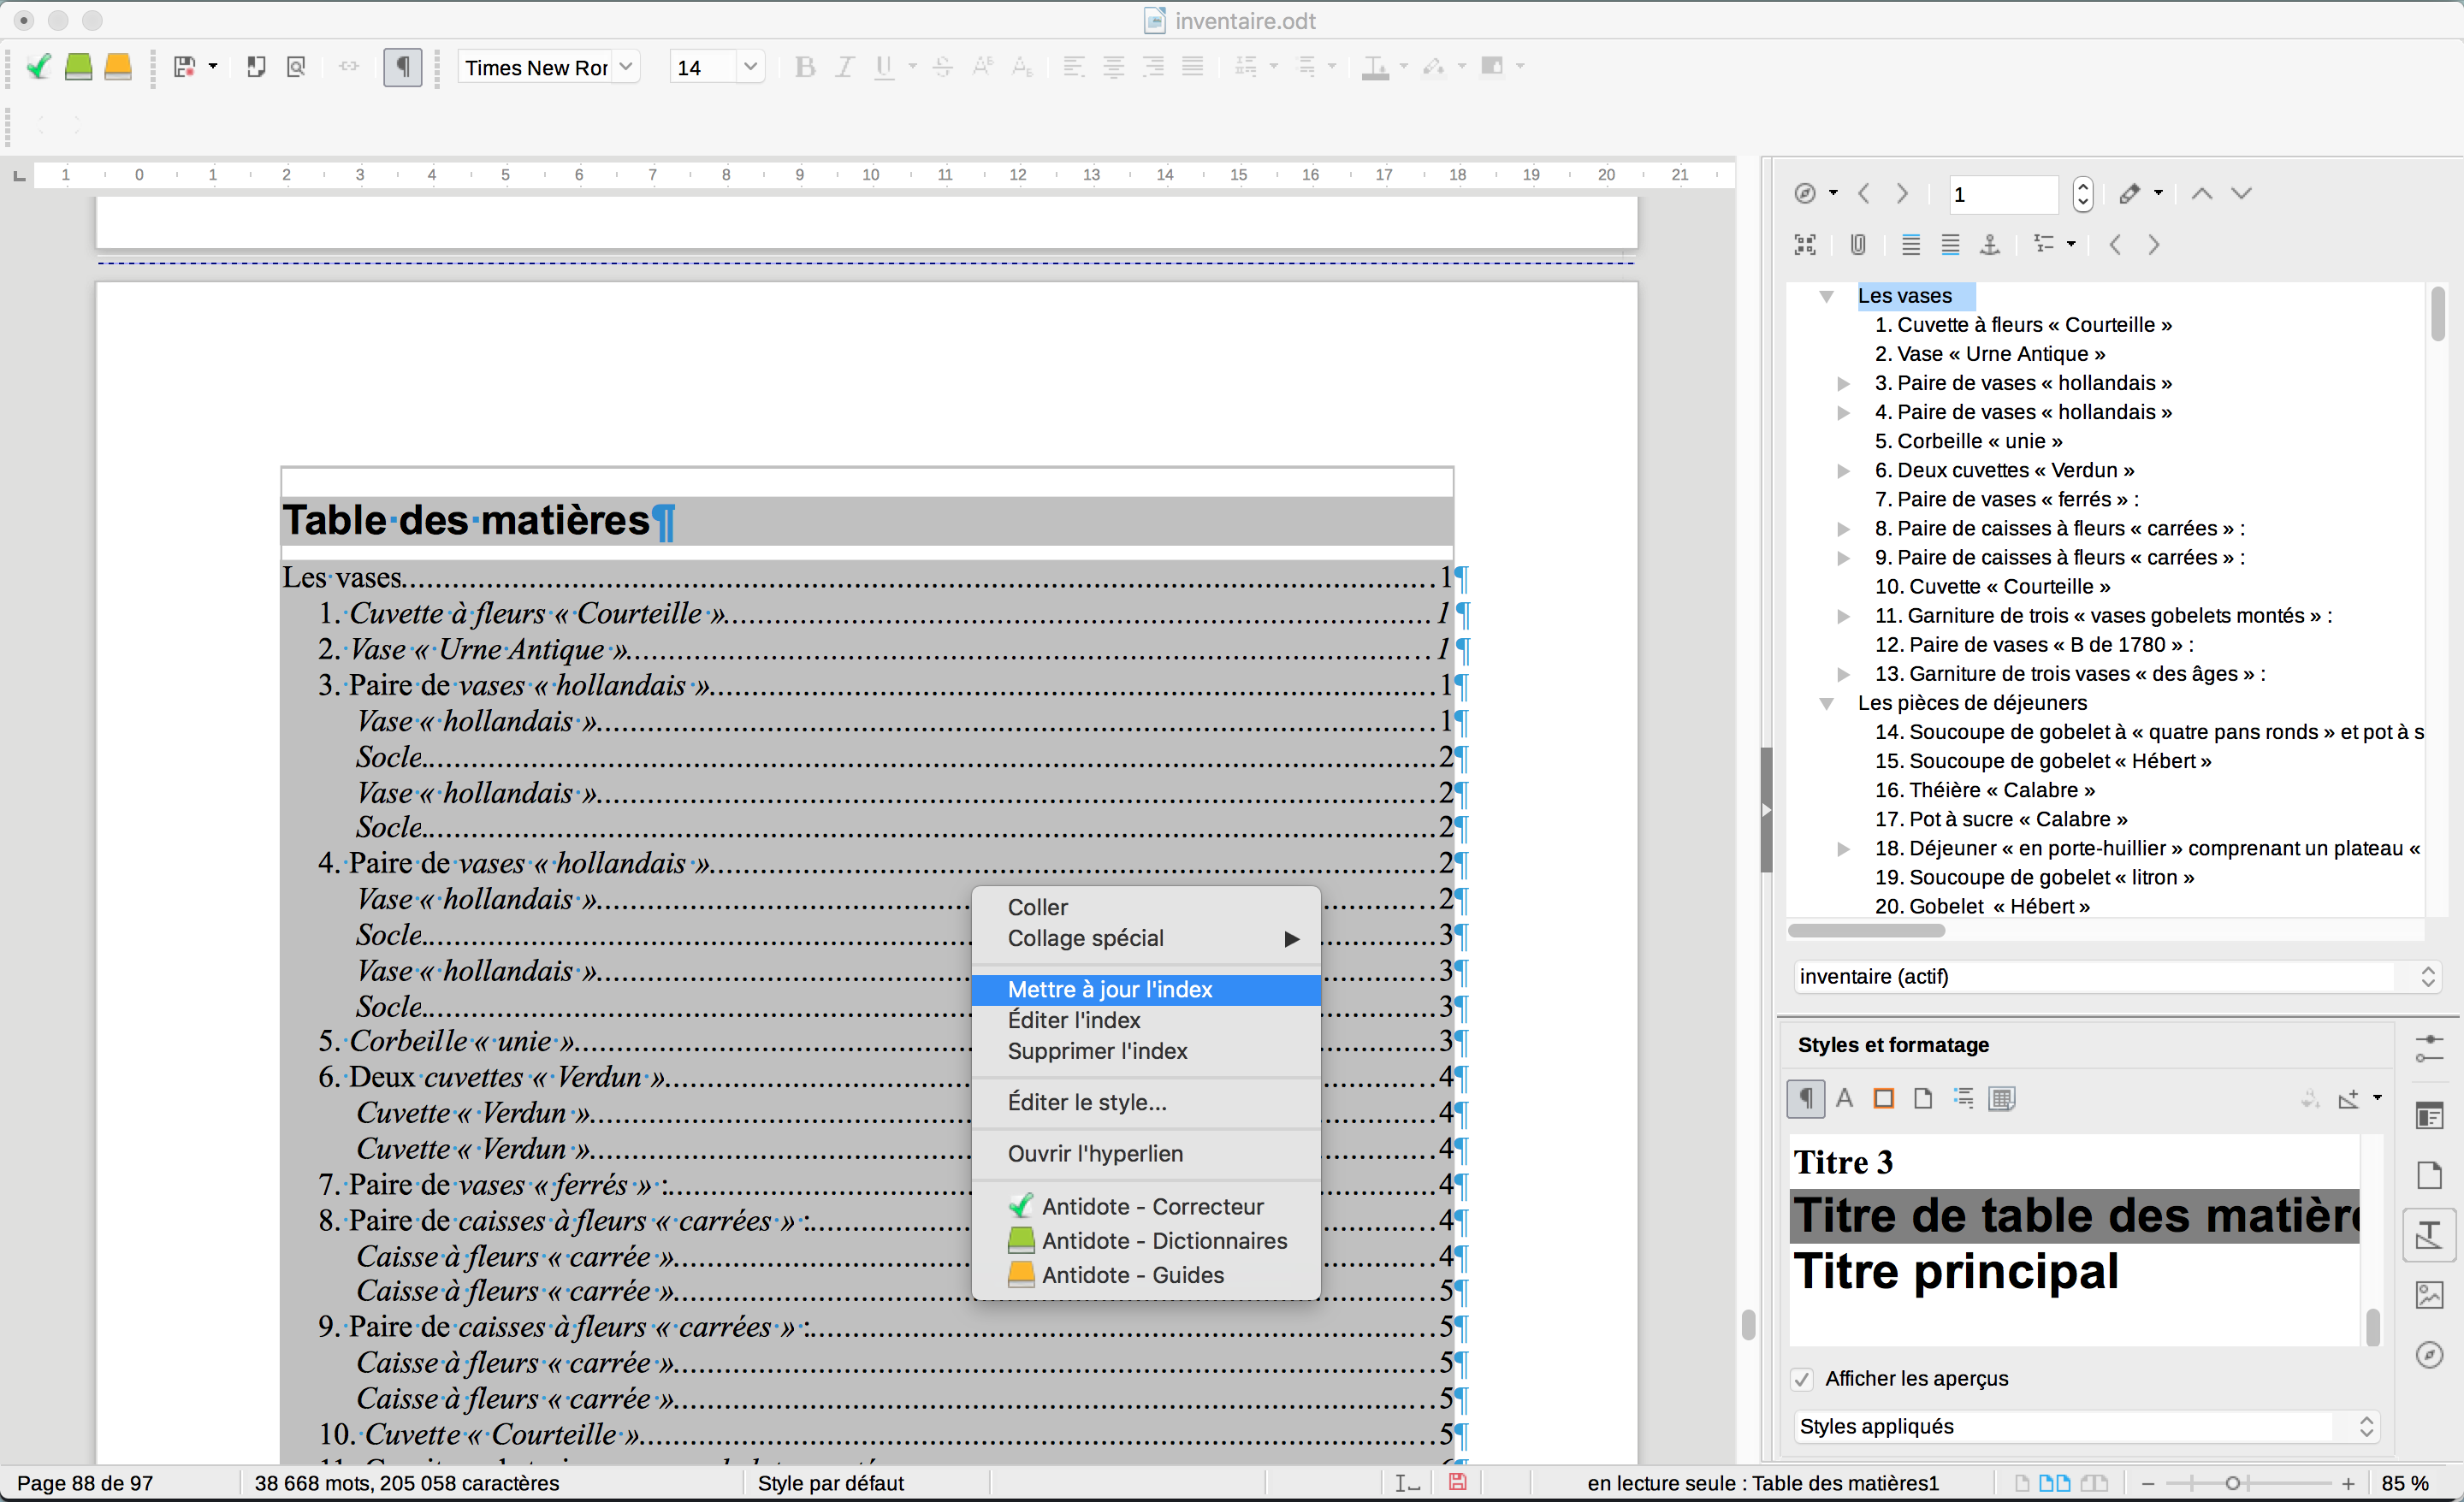 inventaire.odt
Times New Ror
14
B I U A A
1 0 1 2 3 4 5 6 7 8 9 10 11 12 13 14 15 16 17 18 19 20 21
Table·des·matières¶
Les·vases.....1¶
1.·Cuvette·à·fleurs·«·Courteille·».....1¶
2.·Vase·«·Urne·Antique·».....1¶
3.·Paire·de·vases·«·hollandais·».....1¶
Vase·«·hollandais·».....1¶
Socle.....2¶
Vase·«·hollandais·».....2¶
Socle.....2¶
4.·Paire·de·vases·«·hollandais·».....2¶
Vase·«·hollandais·».....2¶
Socle.....3¶
Vase·«·hollandais·».....3¶
Socle.....3¶
5.·Corbeille·«·unie·».....3¶
6.·Deux·cuvettes·«·Verdun·».....4¶
Cuvette·«·Verdun·».....4¶
Cuvette·«·Verdun·».....4¶
7.·Paire·de·vases·«·ferrés·»·:.....4¶
8.·Paire·de·caisses·à·fleurs·«·carrées·»·:.....4¶
Caisse·à·fleurs·«·carrée·».....4¶
Caisse·à·fleurs·«·carrée·».....5¶
9.·Paire·de·caisses·à·fleurs·«·carrées·»·:.....5¶
Caisse·à·fleurs·«·carrée·».....5¶
Caisse·à·fleurs·«·carrée·».....5¶
10.·Cuvette·«·Courteille·».....5¶
Coller
Collage spécial
Mettre à jour l'index
Éditer l'index
Supprimer l'index
Éditer le style...
Ouvrir l'hyperlien
Antidote - Correcteur
Antidote - Dictionnaires
Antidote - Guides
1
Les vases
1. Cuvette à fleurs « Courteille »
2. Vase « Urne Antique »
3. Paire de vases « hollandais »
4. Paire de vases « hollandais »
5. Corbeille « unie »
6. Deux cuvettes « Verdun »
7. Paire de vases « ferrés » :
8. Paire de caisses à fleurs « carrées » :
9. Paire de caisses à fleurs « carrées » :
10. Cuvette « Courteille »
11. Garniture de trois « vases gobelets montés » :
12. Paire de vases « B de 1780 » :
13. Garniture de trois vases « des âges » :
Les pièces de déjeuners
14. Soucoupe de gobelet à « quatre pans ronds » et pot à s
15. Soucoupe de gobelet « Hébert »
16. Théière « Calabre »
17. Pot à sucre « Calabre »
18. Déjeuner « en porte-huillier » comprenant un plateau «
19. Soucoupe de gobelet « litron »
20. Gobelet « Hébert »
inventaire (actif)
Styles et formatage
Titre 3
Titre de table des matière
Titre principal
Afficher les aperçus
Styles appliqués
Page 88 de 97
38 668 mots, 205 058 caractères
Style par défaut
en lecture seule : Table des matières1
85 %